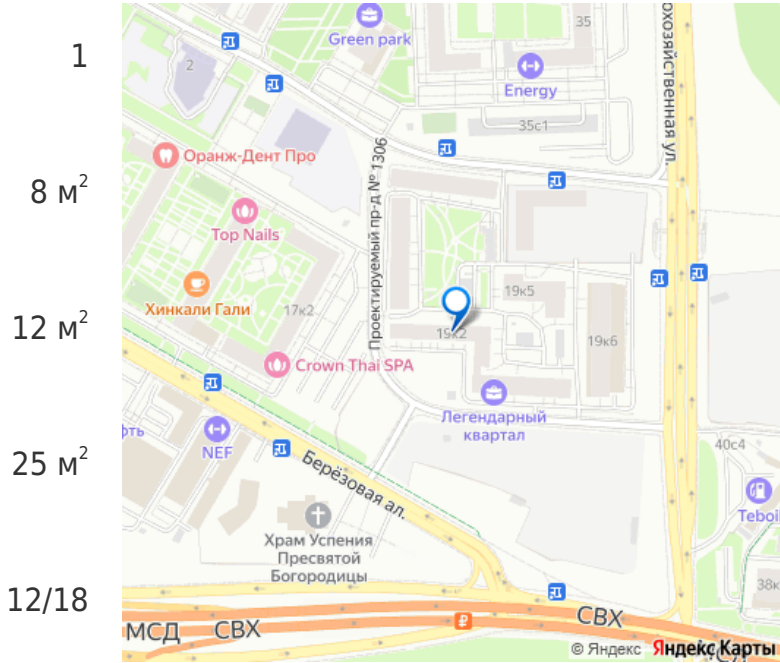 1
8 м²
12 м²
25 м²
12/18
Green park
35
охозяйственная ул.
2
Energy
35с1
Оранж-Дент Про
Проектируемый пр-д № 1306
Top Nails
Хинкали Гали
17к2
19к5
19к2
19к6
Crown Thai SPA
Легендарный
квартал
фть
NEF
40с4
Берёзовая ал.
Teboil
Храм Успения
Пресвятой
Богородицы
38к
МСД
СВХ
СВХ
© Яндекс
Яндекс Карты